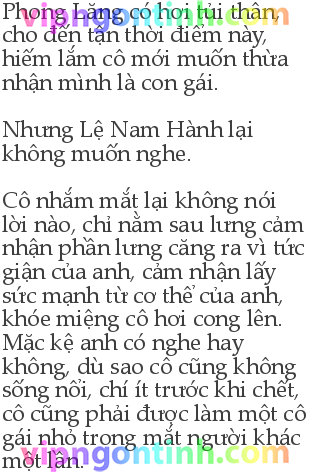 vipngontinh.com
Phong, nàng có hơi tủi thân,
cho đến tận thời điểm này,
hiếm lắm cô mới muốn thừa
nhận mình là con gái.
Nhưng Lệ Nam Hành lại
không muốn nghe.
Cô nhắm mắt lại không nói
lời nào, chỉ nằm sau lưng cảm
nhận phần lưng căng ra vì tức
giận của anh, cảm nhận lấy
sức mạnh từ cơ thể của anh,
khóe miệng cô hơi cong lên.
Mặc kệ anh có nghe hay
không, dù sao cô cũng không
sống nổi, chí ít trước khi chết,
cô cũng phải được làm một cô
gái nhỏ trong mắt người khác
một lần.
vipngontinh.com